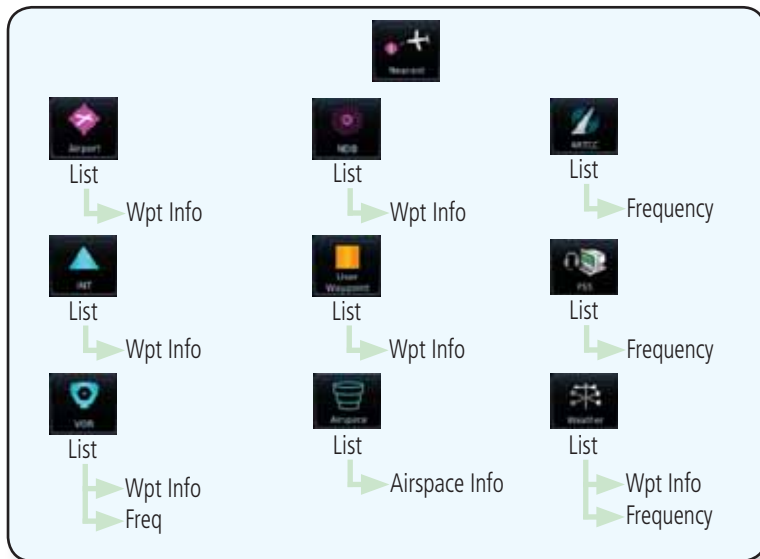 Nearest
Airport
List
Wpt Info
NDB
List
Wpt Info
ARTCC
List
Frequency
INT
List
Wpt Info
User
Waypoint
List
Wpt Info
FSS
List
Frequency
VOR
List
Wpt Info
Freq
Airspace
List
Airspace Info
Weather
List
Wpt Info
Frequency